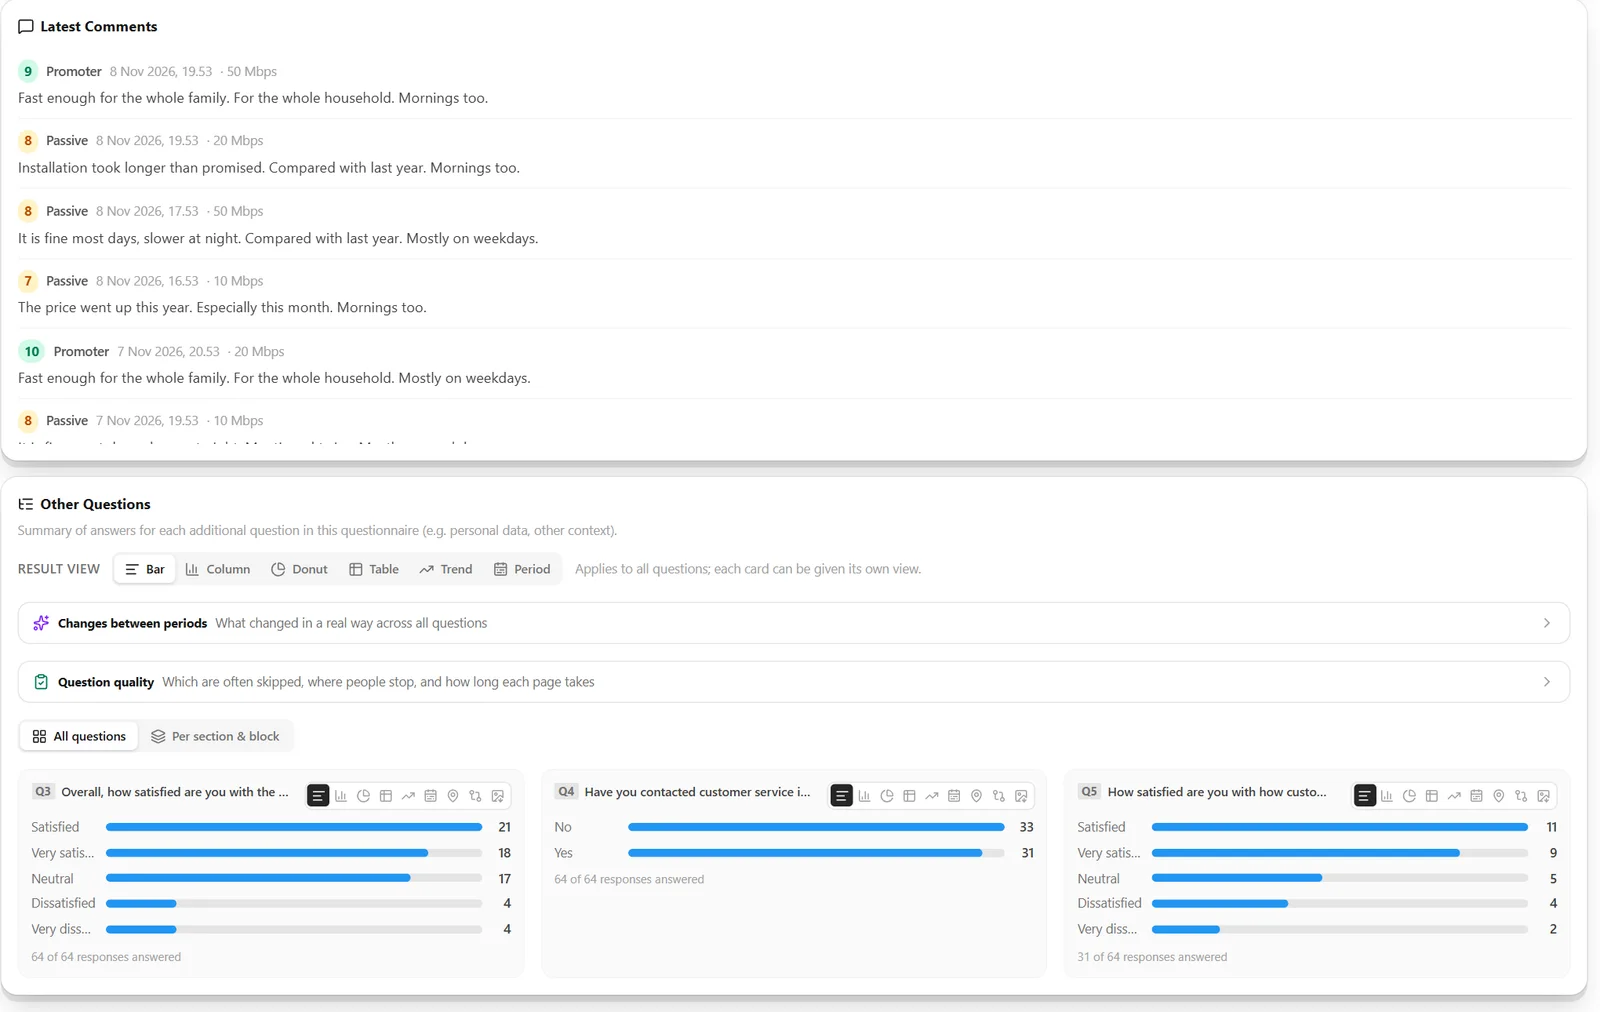 Latest Comments
9 Promoter 8 Nov 2026, 19.53 · 50 Mbps
Fast enough for the whole family. For the whole household. Mornings too.
8 Passive 8 Nov 2026, 19.53 · 20 Mbps
Installation took longer than promised. Compared with last year. Mornings too.
8 Passive 8 Nov 2026, 17.53 · 50 Mbps
It is fine most days, slower at night. Compared with last year. Mostly on weekdays.
7 Passive 8 Nov 2026, 16.53 · 10 Mbps
The price went up this year. Especially this month. Mornings too.
10 Promoter 7 Nov 2026, 20.53 · 20 Mbps
Fast enough for the whole family. For the whole household. Mostly on weekdays.
8 Passive 7 Nov 2026, 19.53 · 10 Mbps
Other Questions
Summary of answers for each additional question in this questionnaire (e.g. personal data, other context).
RESULT VIEW Bar Column Donut Table Trend Period Applies to all questions; each card can be given its own view.
Changes between periods What changed in a real way across all questions
Question quality Which are often skipped, where people stop, and how long each page takes
All questions Per section & block
Q3 Overall, how satisfied are you with the ...
Satisfied 21
Very satis... 18
Neutral 17
Dissatisfied 4
Very diss... 4
64 of 64 responses answered
Q4 Have you contacted customer service i...
No 33
Yes 31
64 of 64 responses answered
Q5 How satisfied are you with how custo...
Satisfied 11
Very satis... 9
Neutral 5
Dissatisfied 4
Very diss... 2
31 of 64 responses answered